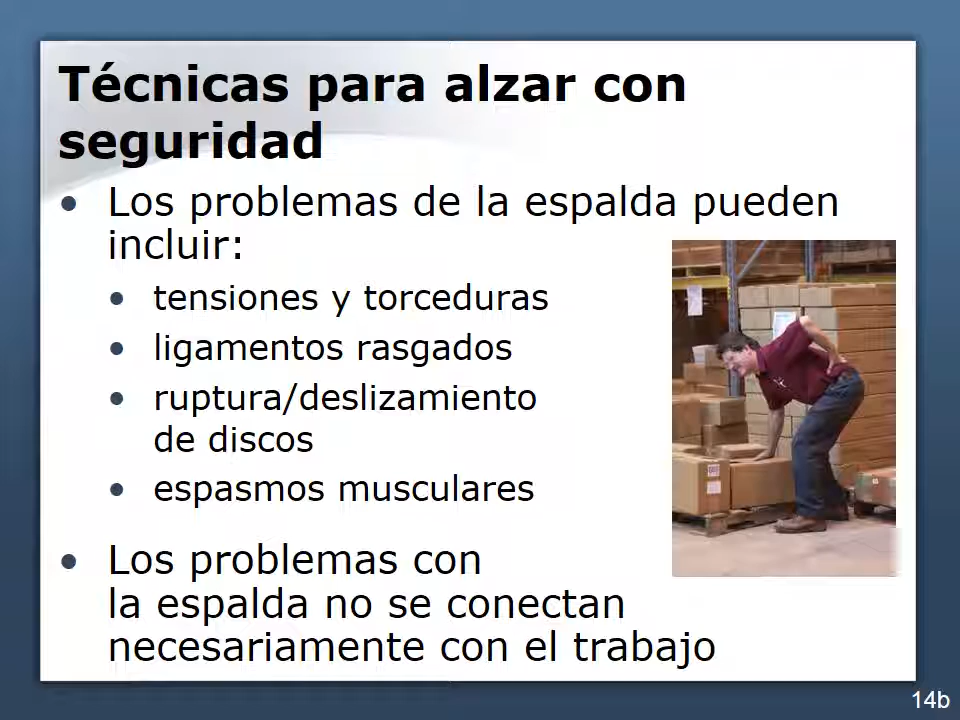 Técnicas para alzar con
seguridad
• Los problemas de la espalda pueden
incluir:
• tensiones y torceduras
• ligamentos rasgados
• ruptura/deslizamiento
de discos
• espasmos musculares
• Los problemas con
la espalda no se conectan
necesariamente con el trabajo
14b